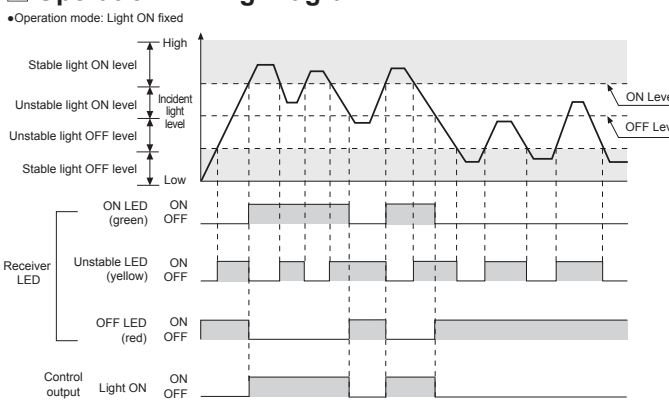 ●Operation mode: Light ON fixed
High
Stable light ON level
Unstable light ON level
Incident
light
level
ON Leve
Unstable light OFF level
OFF Lev
Stable light OFF level
Low
ON LED
(green)
ON
OFF
Receiver
LED
Unstable LED
(yellow)
ON
OFF
OFF LED
(red)
ON
OFF
Control
output
Light ON
ON
OFF